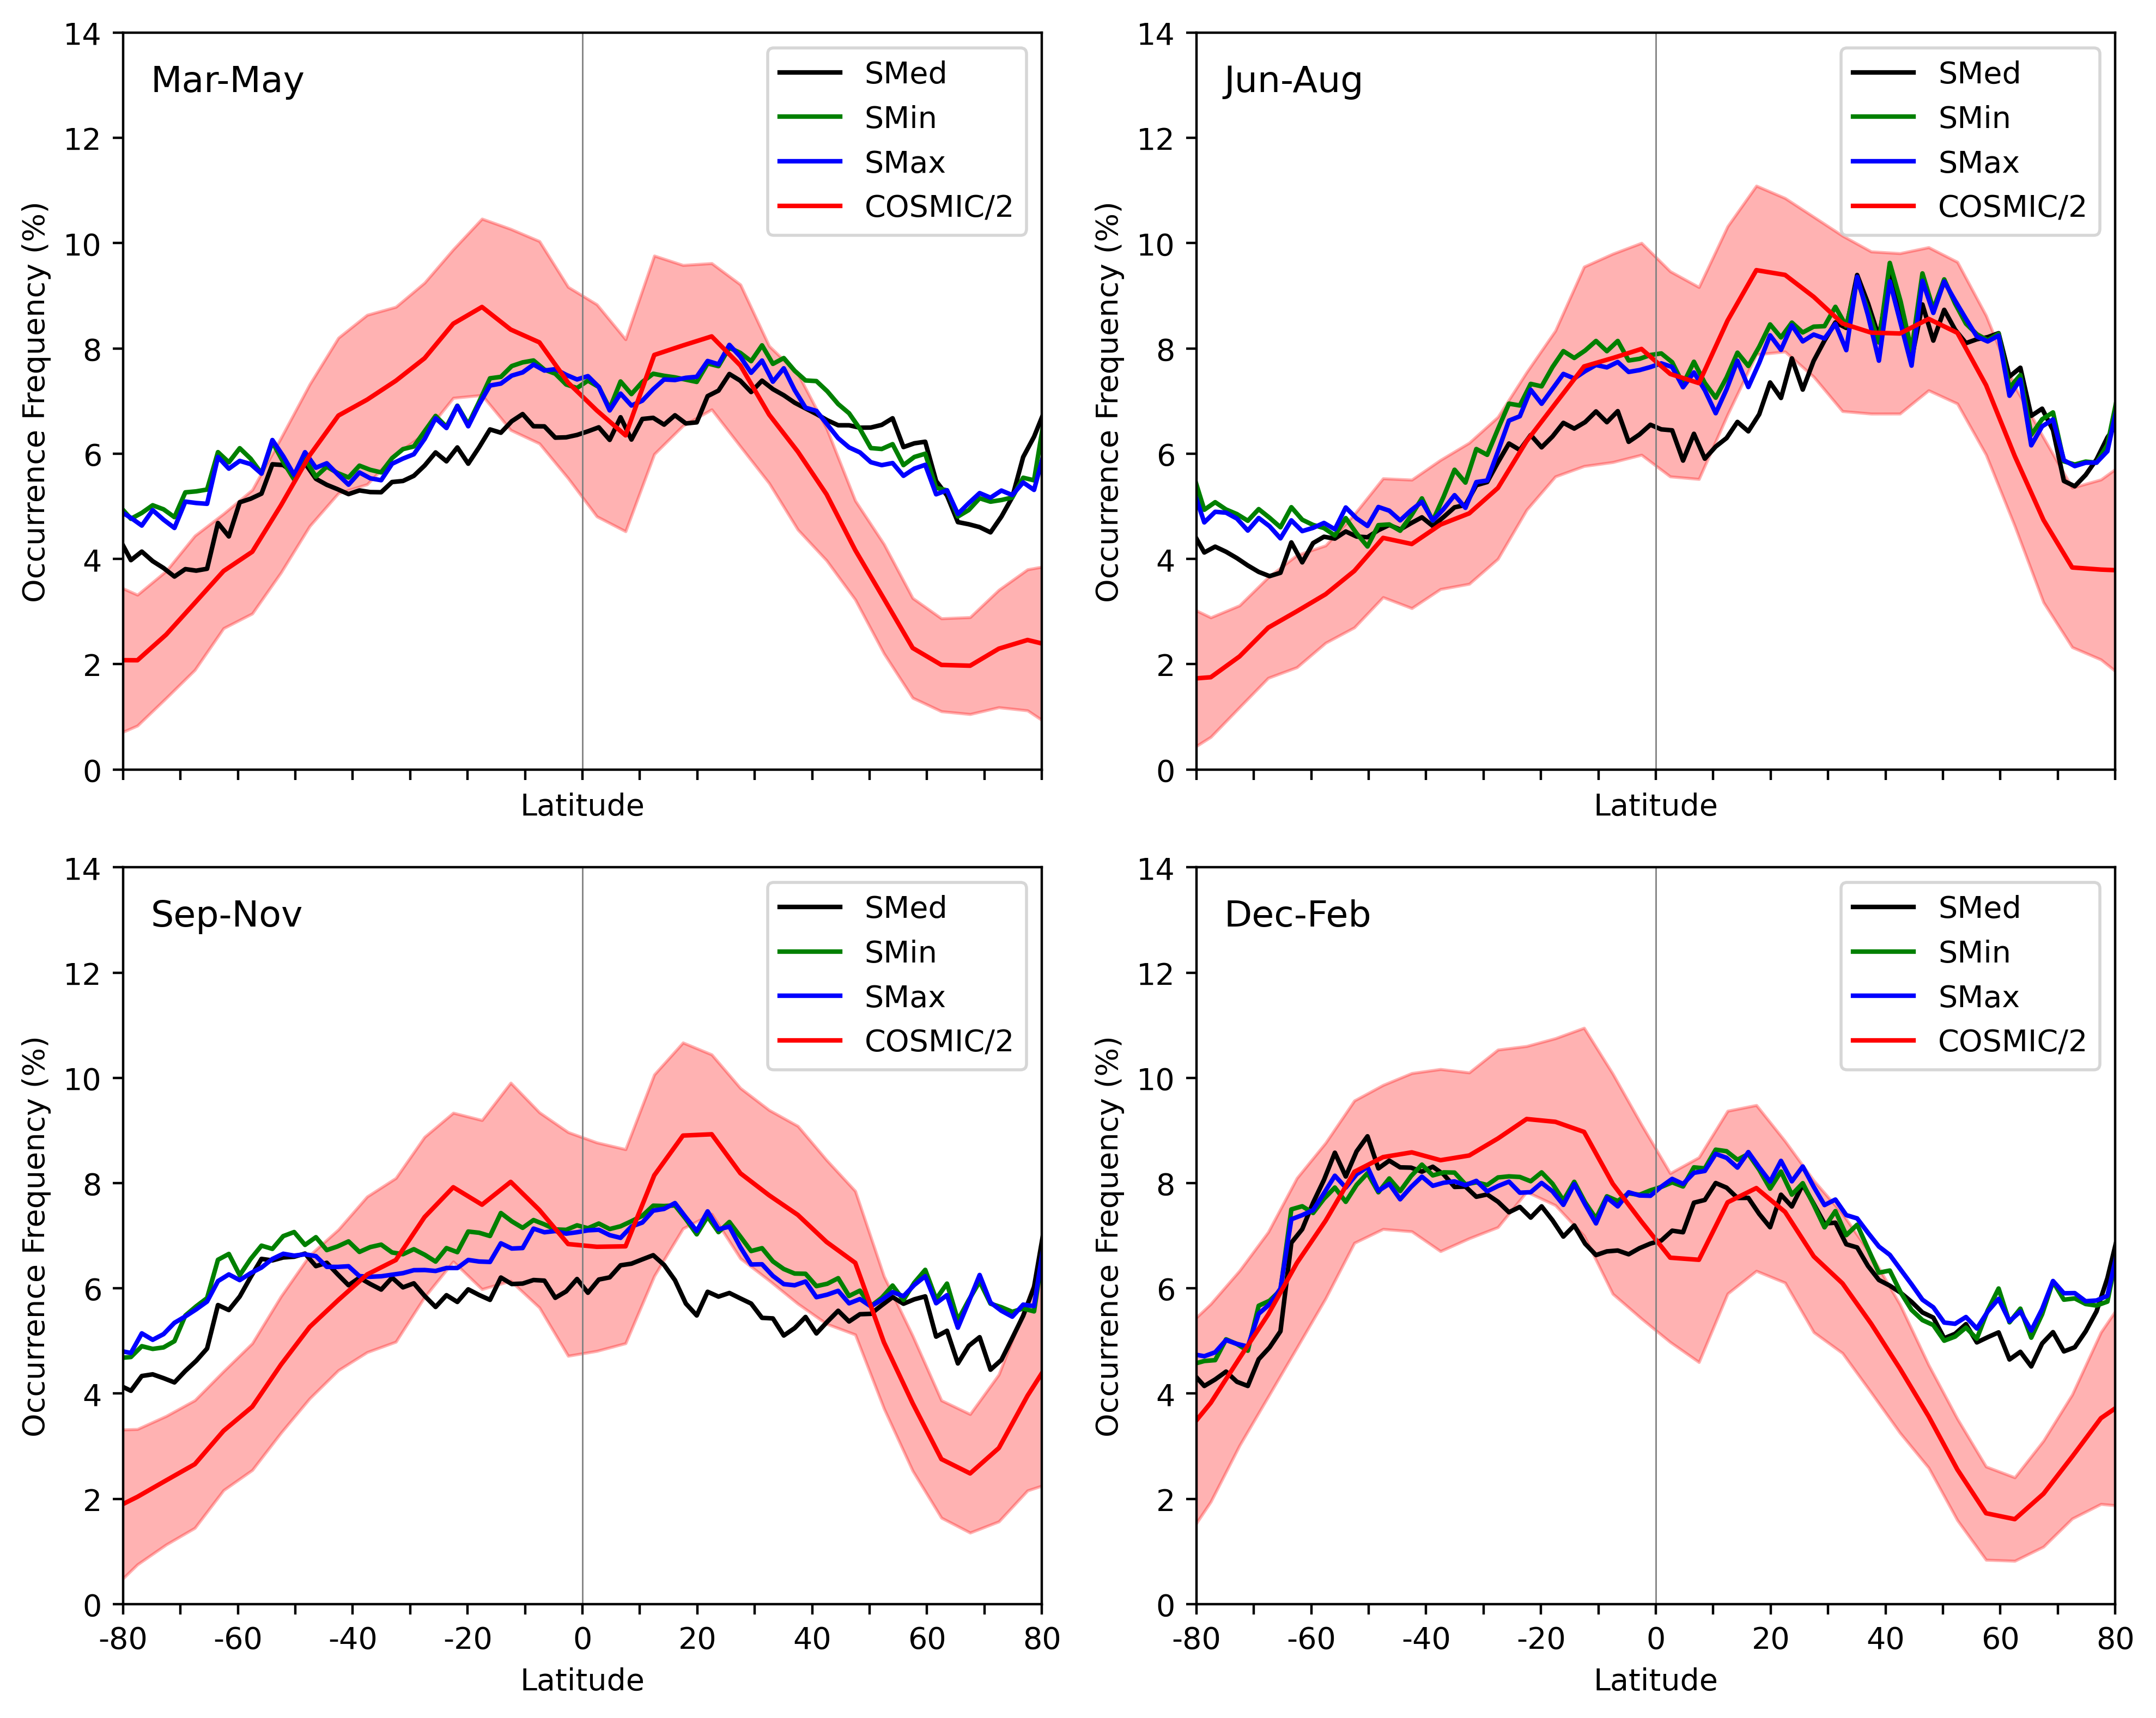 Mar-May
Occurrence Frequency (%)
14
12
10
8
6
4
2
0
SMed
SMin
SMax
COSMIC/2
Latitude
Jun-Aug
Occurrence Frequency (%)
14
12
10
8
6
4
2
0
SMed
SMin
SMax
COSMIC/2
Latitude
Sep-Nov
Occurrence Frequency (%)
14
12
10
8
6
4
2
0
SMed
SMin
SMax
COSMIC/2
-80 -60 -40 -20 0 20 40 60 80
Latitude
Dec-Feb
Occurrence Frequency (%)
14
12
10
8
6
4
2
0
SMed
SMin
SMax
COSMIC/2
-80 -60 -40 -20 0 20 40 60 80
Latitude